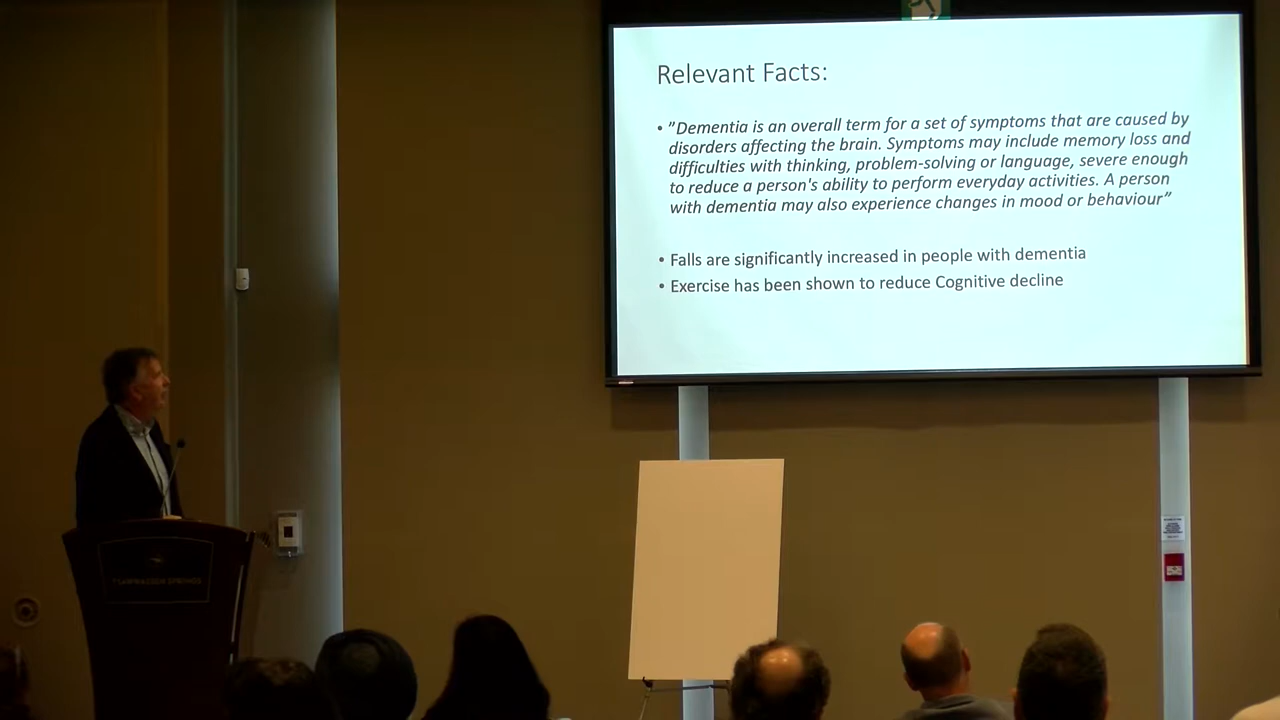 Relevant Facts:
• "Dementia is an overall term for a set of symptoms that are caused by
disorders affecting the brain. Symptoms may include memory loss and
difficulties with thinking, problem-solving or language, severe enough
to reduce a person's ability to perform everyday activities. A person
with dementia may also experience changes in mood or behaviour"
• Falls are significantly increased in people with dementia
• Exercise has been shown to reduce Cognitive decline
TSAWWASSEN SPRINGS